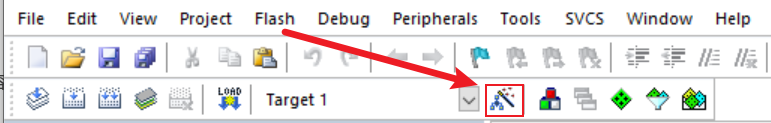 File Edit View Project Flash Debug Peripherals Tools SVCS Window Help
LOAD Target 1